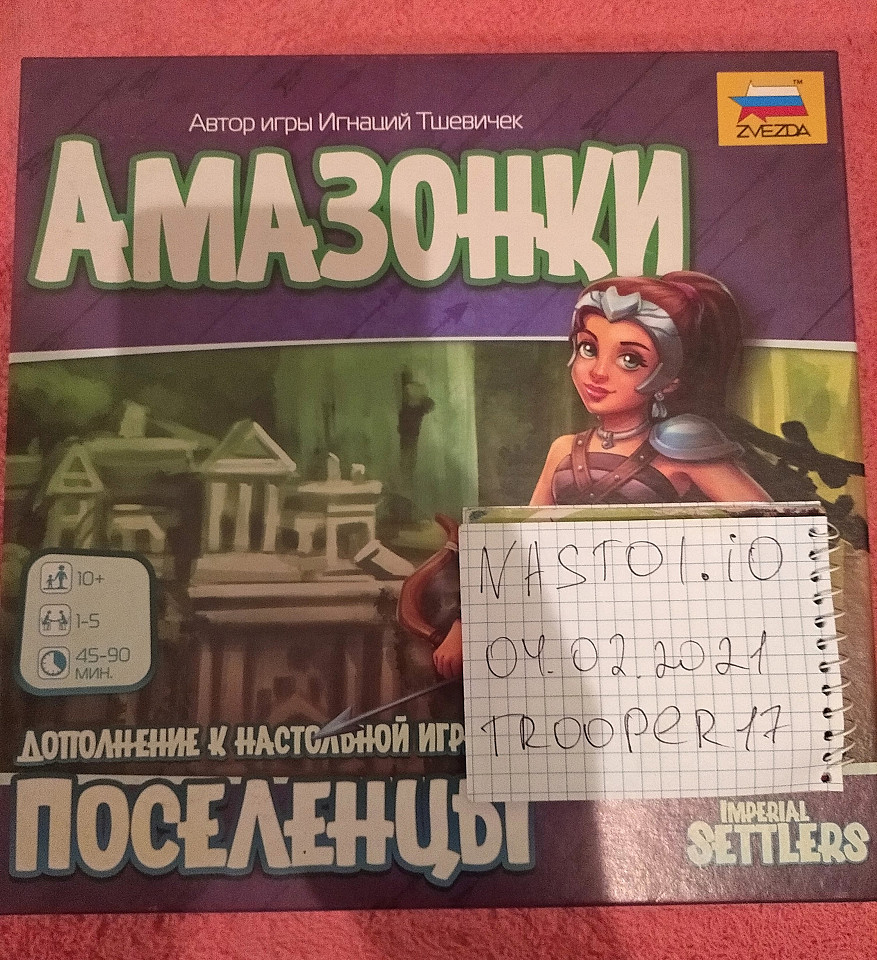 Автор игры Игнаций Тшевичек
ZVEZDA
TM
АМАЗОНКИ
10+
1-5
45-90
МИН.
NASTOL.iO
04.02.2021
TROOPER17
ДОПОЛНЕНИЕ К НАСТОЛЬНОЙ ИГР
ПОСЕЛЕНЦЫ
IMPERIAL
SETTLERS